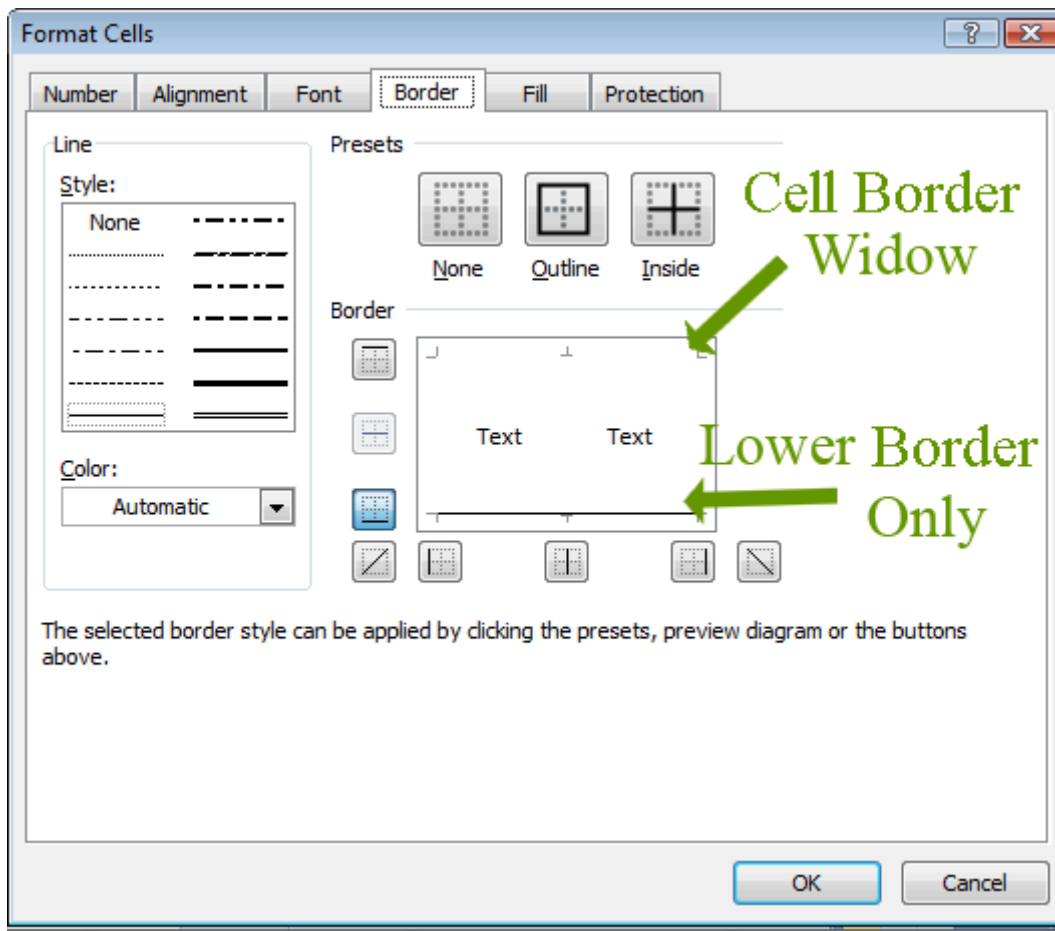 Format Cells
Number Alignment Font Border Fill Protection
Line
Style:
None
Color:
Automatic
Presets
None Outline Inside
Cell Border
Widow
Border
Text Text
Lower Border
Only
The selected border style can be applied by clicking the presets, preview diagram or the buttons
above.
OK Cancel